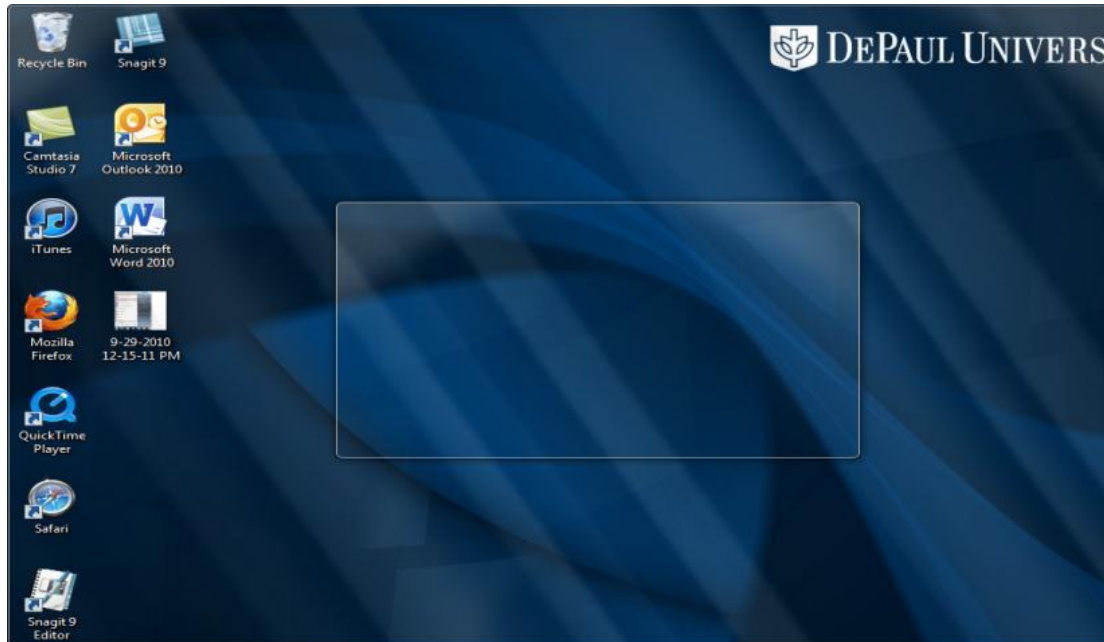 DEPAUL UNIVERS
Recycle Bin
Snagit 9
Camtasia
Studio 7
Microsoft
Outlook 2010
iTunes
Microsoft
Word 2010
Mozilla
Firefox
9-29-2010
12-15-11 PM
QuickTime
Player
Safari
Snagit 9
Editor